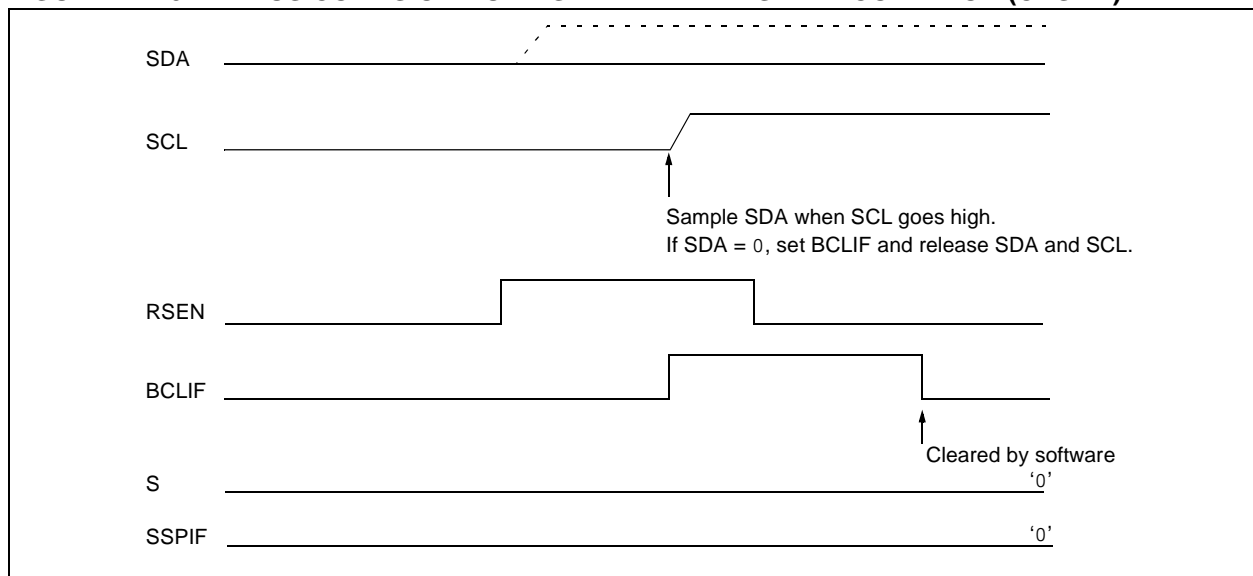 SDA
SCL
Sample SDA when SCL goes high.
If SDA = 0, set BCLIF and release SDA and SCL.
RSEN
BCLIF
Cleared by software
S
‘0’
SSPIF
‘0’